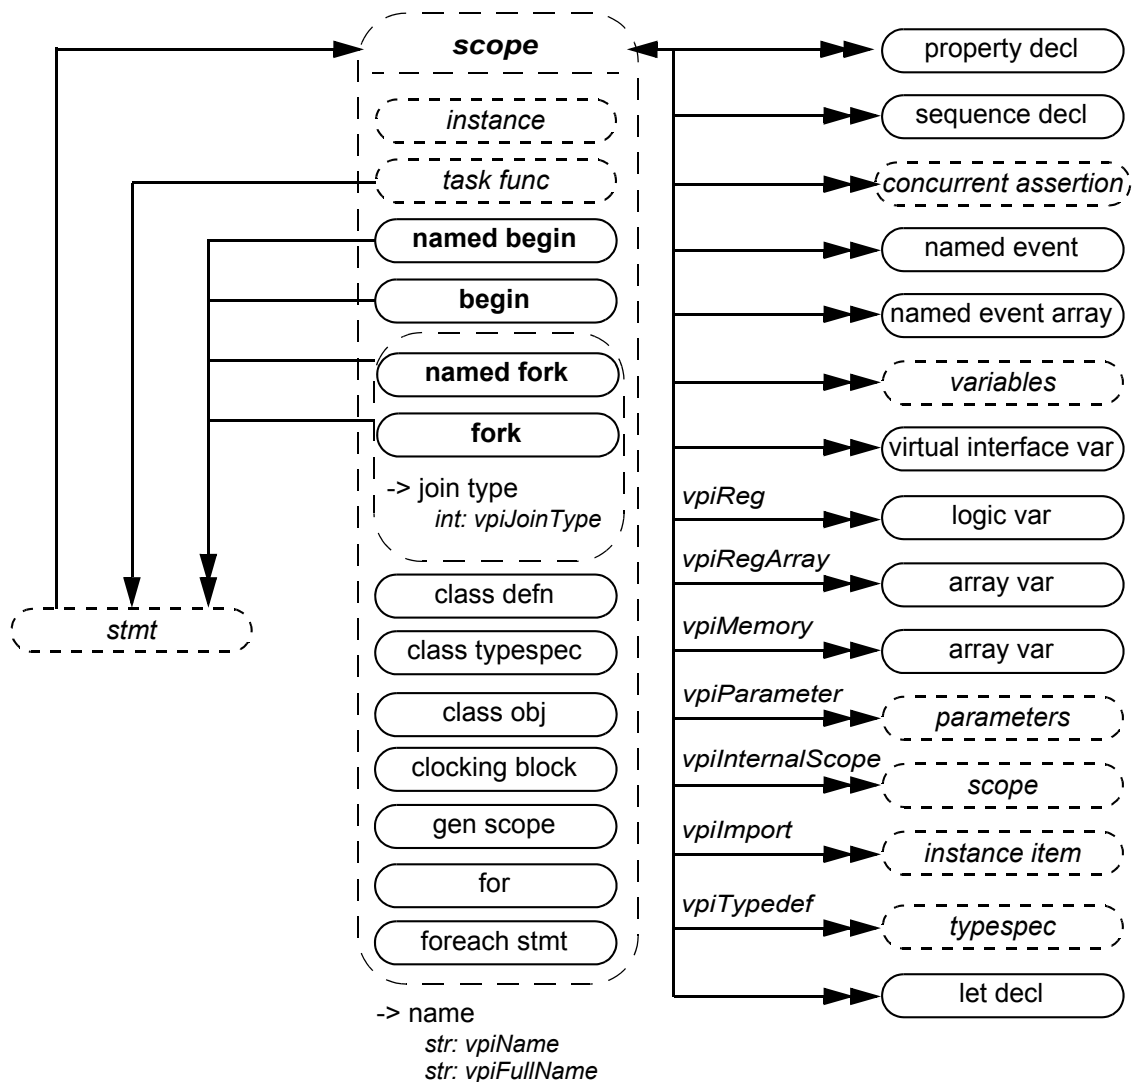 scope
instance
task func
named begin
begin
named fork
fork
-> join type
int: vpiJoinType
class defn
class typespec
class obj
clocking block
gen scope
for
foreach stmt
-> name
str: vpiName
str: vpiFullName
stmt
property decl
sequence decl
concurrent assertion
named event
named event array
variables
virtual interface var
vpiReg
logic var
vpiRegArray
array var
vpiMemory
array var
vpiParameter
parameters
vpiInternalScope
scope
vpiImport
instance item
vpiTypedef
typespec
let decl